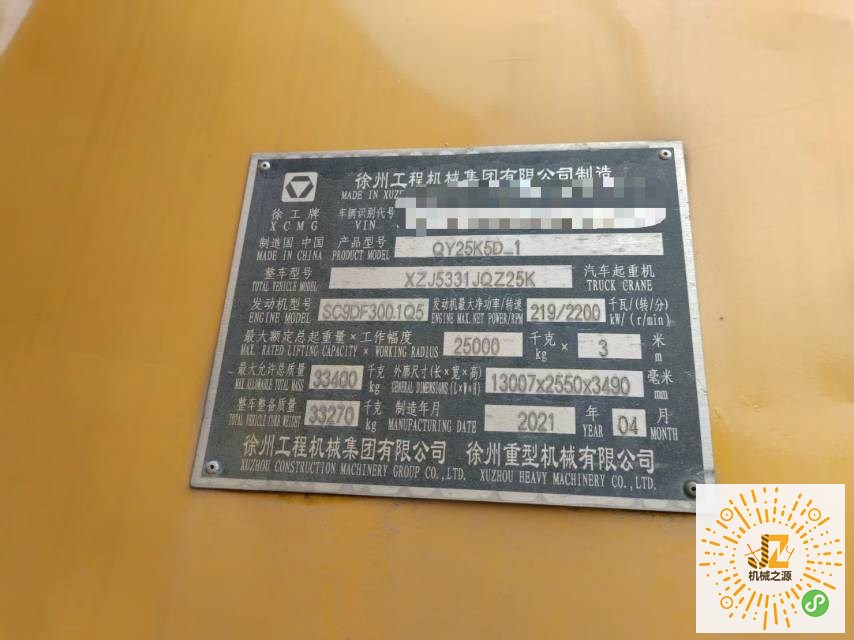 徐州工程机械集团有限公司制造
MADE IN
徐工牌 车辆识别代号
XCMG VIN
制造国 中国 产品型号 QY25K5D_1
MADE IN CHINA PRODUCT MODEL
整车型号 XZJ5331JQZ25K 汽车起重机
TOTAL VEHICLE MODEL TRUCK CRANE
发动机型号 SC9DF300.1Q5 发动机最大净功率/转速 219/2200 千瓦/(转/分)
ENGINE MODEL ENGINE MAX.NET POWER/RPM kW/(r/min)
最大额定总起重量×工作幅度 25000 千克 × 3 米
MAX. RATED LIFTING CAPACITY × WORKING RADIUS kg m
最大允许总质量 33400 千克 外廓尺寸(长×宽×高) 13007x2550x3490 毫米
MAX ALLOWABLE TOTAL MASS kg GENERAL DIMENSIONS (L×W×H) mm
整车整备质量 33270 千克 制造年月 2021 年 04 月
TOTAL VEHICLE CURB WEIGHT kg MANUFACTURING DATE YEAR MONTH
徐州工程机械集团有限公司 徐州重型机械有限公司
XUZHOU CONSTRUCTION MACHINERY GROUP CO.,LTD. XUZHOU HEAVY MACHINERY CO.,LTD.
JZ
机械之源